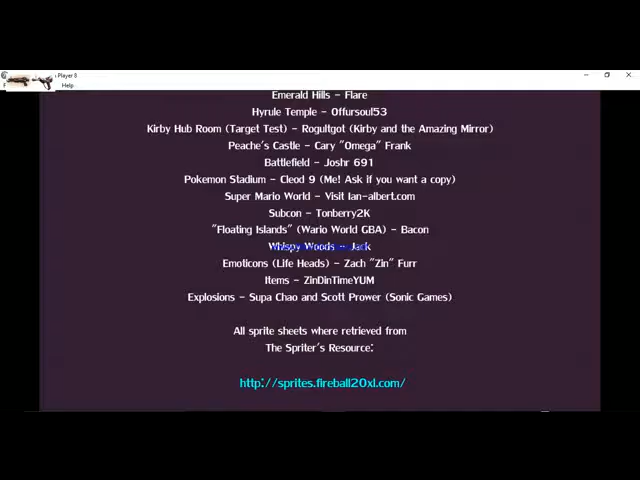 Player 8
Help
Emerald Hills - Flare
Hyrule Temple - Offursoul53
Kirby Hub Room (Target Test) - Rogultgot (Kirby and the Amazing Mirror)
Peache's Castle - Cary "Omega" Frank
Battlefield - Joshr 691
Pokemon Stadium - Cleod 9 (Me! Ask if you want a copy)
Super Mario World - Visit Ian-albert.com
Subcon - Tonberry2K
"Floating Islands" (Wario World GBA) - Bacon
Whispy Woods - Jack
Emoticons (Life Heads) - Zach "Zin" Furr
Items - ZinDinTimeYUM
Explosions - Supa Chao and Scott Prower (Sonic Games)
All sprite sheets where retrieved from
The Spriter's Resource:
http://sprites.fireball20xl.com/